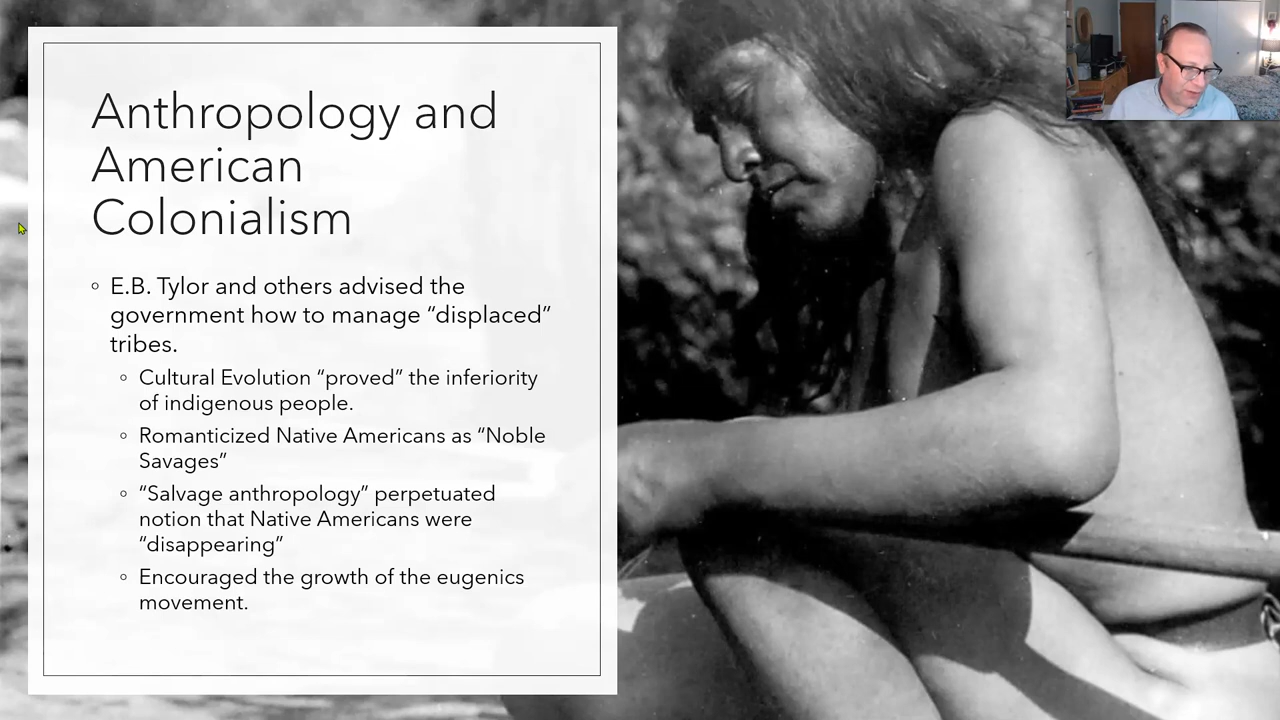 Anthropology and
American
Colonialism
◦ E.B. Tylor and others advised the
government how to manage “displaced”
tribes.
◦ Cultural Evolution “proved” the inferiority
of indigenous people.
◦ Romanticized Native Americans as “Noble
Savages”
◦ “Salvage anthropology” perpetuated
notion that Native Americans were
“disappearing”
◦ Encouraged the growth of the eugenics
movement.